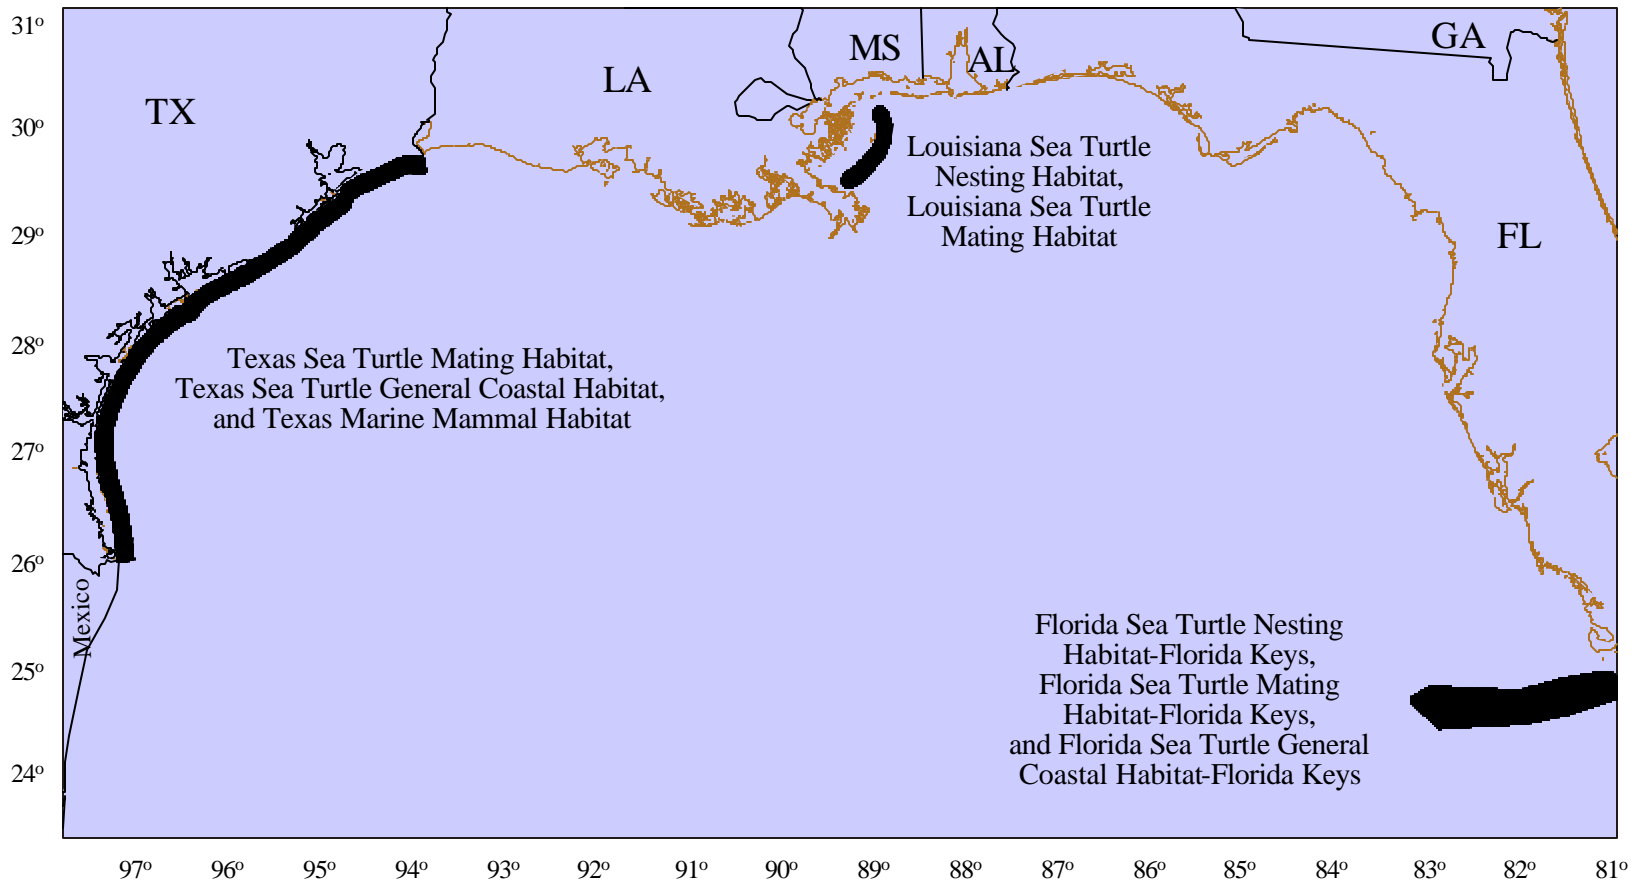 31º
GA
MS
AL
LA
TX
30º
Louisiana Sea Turtle
Nesting Habitat,
Louisiana Sea Turtle
Mating Habitat
29º
FL
28º
Texas Sea Turtle Mating Habitat,
Texas Sea Turtle General Coastal Habitat,
and Texas Marine Mammal Habitat
27º
26º
Mexico
Florida Sea Turtle Nesting
Habitat-Florida Keys,
Florida Sea Turtle Mating
Habitat-Florida Keys,
and Florida Sea Turtle General
Coastal Habitat-Florida Keys
25º
24º
97º 96º 95º 94º 93º 92º 91º 90º 89º 88º 87º 86º 85º 84º 83º 82º 81º